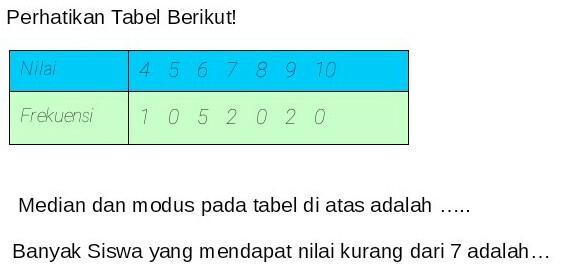 Perhatikan Tabel Berikut!
Nilai 4 5 6 7 8 9 10
Frekuensi 1 0 5 2 0 2 0
Median dan modus pada tabel di atas adalah .....
Banyak Siswa yang mendapat nilai kurang dari 7 adalah...